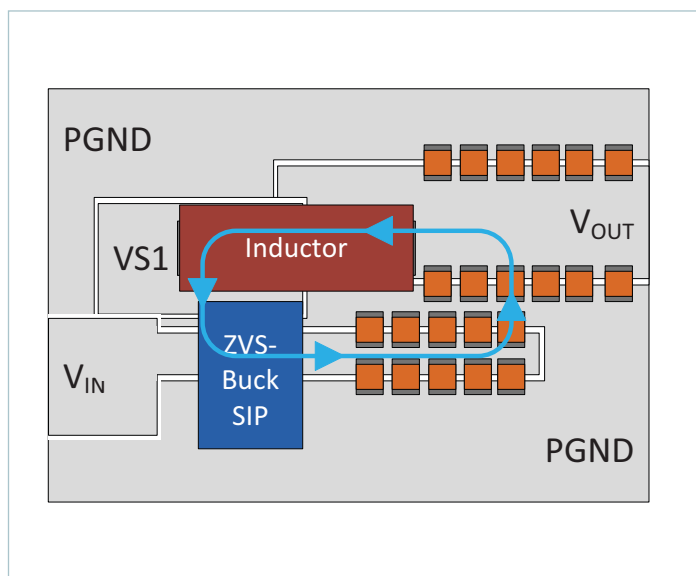 PGND
VS1
Inductor
VOUT
VIN
ZVS-
Buck
SIP
PGND